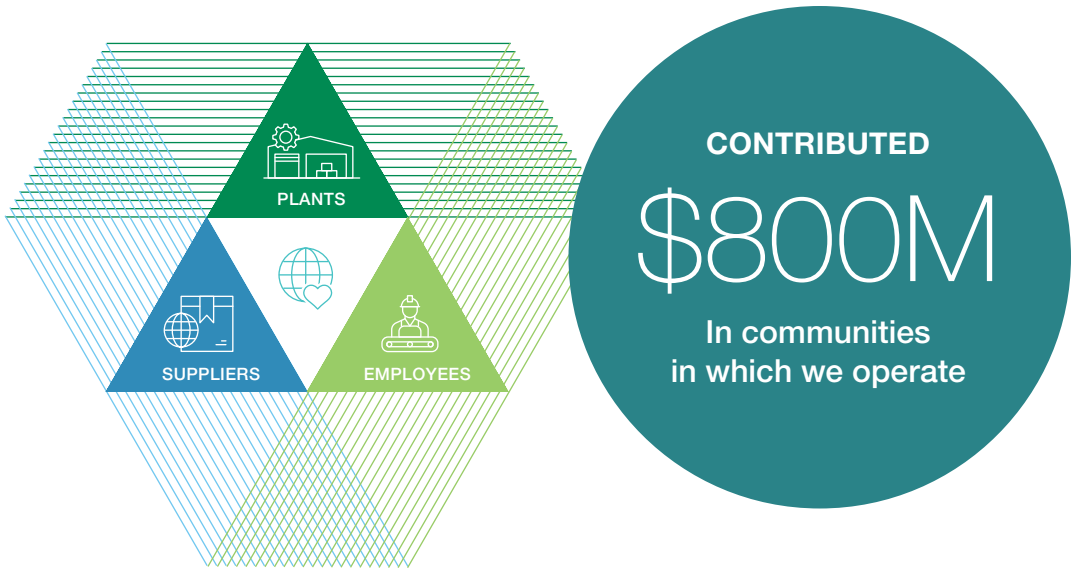 PLANTS
SUPPLIERS
EMPLOYEES
CONTRIBUTED
$800M
In communities
in which we operate